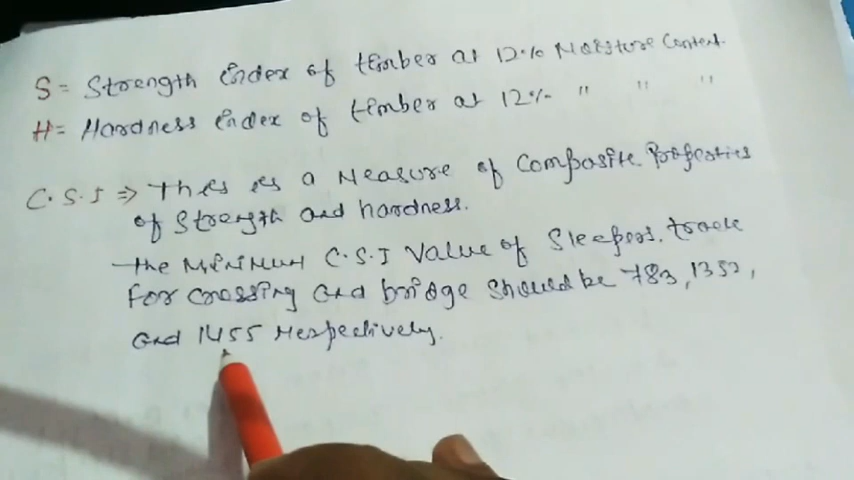 S = Strength index of timber at 12% Moisture Content.
H = Hardness index of timber at 12% " " "
C.S.I => This is a Measure of Composite Properties
of Strength and hardness.
The Minimum C.S.I Value of Sleepers. track
for crossing and bridge should be 783, 1352,
and 1455 respectively.